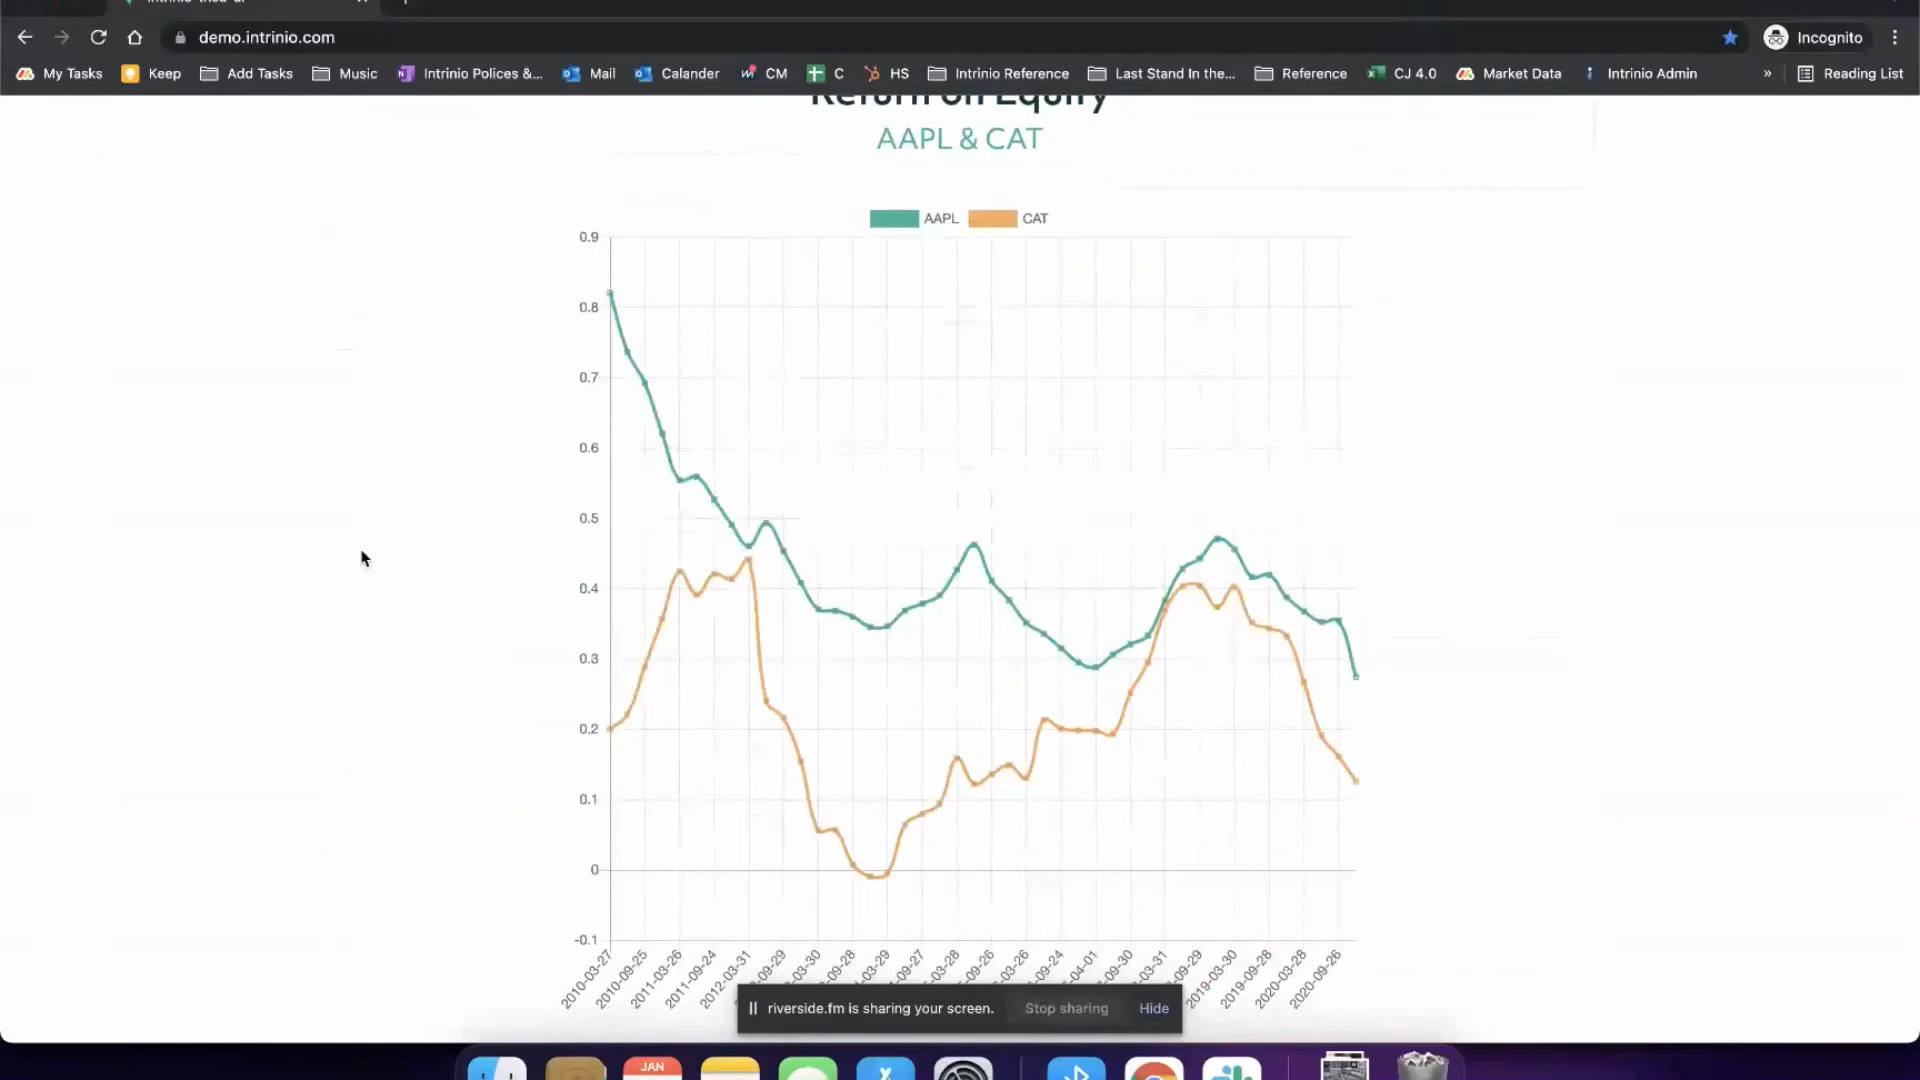 demo.intrinio.com
Incognito
My Tasks Keep Add Tasks Music Intrinio Polices &... Mail Calander CM C HS Intrinio Reference Last Stand In the... Reference CJ 4.0 Market Data Intrinio Admin » Reading List
Return on Equity
AAPL & CAT
AAPL CAT
0.9
0.8
0.7
0.6
0.5
0.4
0.3
0.2
0.1
0
-0.1
2010-03-27 2010-09-25 2011-03-26 2011-09-24 2012-03-31 2019-03-30 2019-09-28 2020-03-28 2020-09-26
riverside.fm is sharing your screen. Stop sharing Hide
JAN